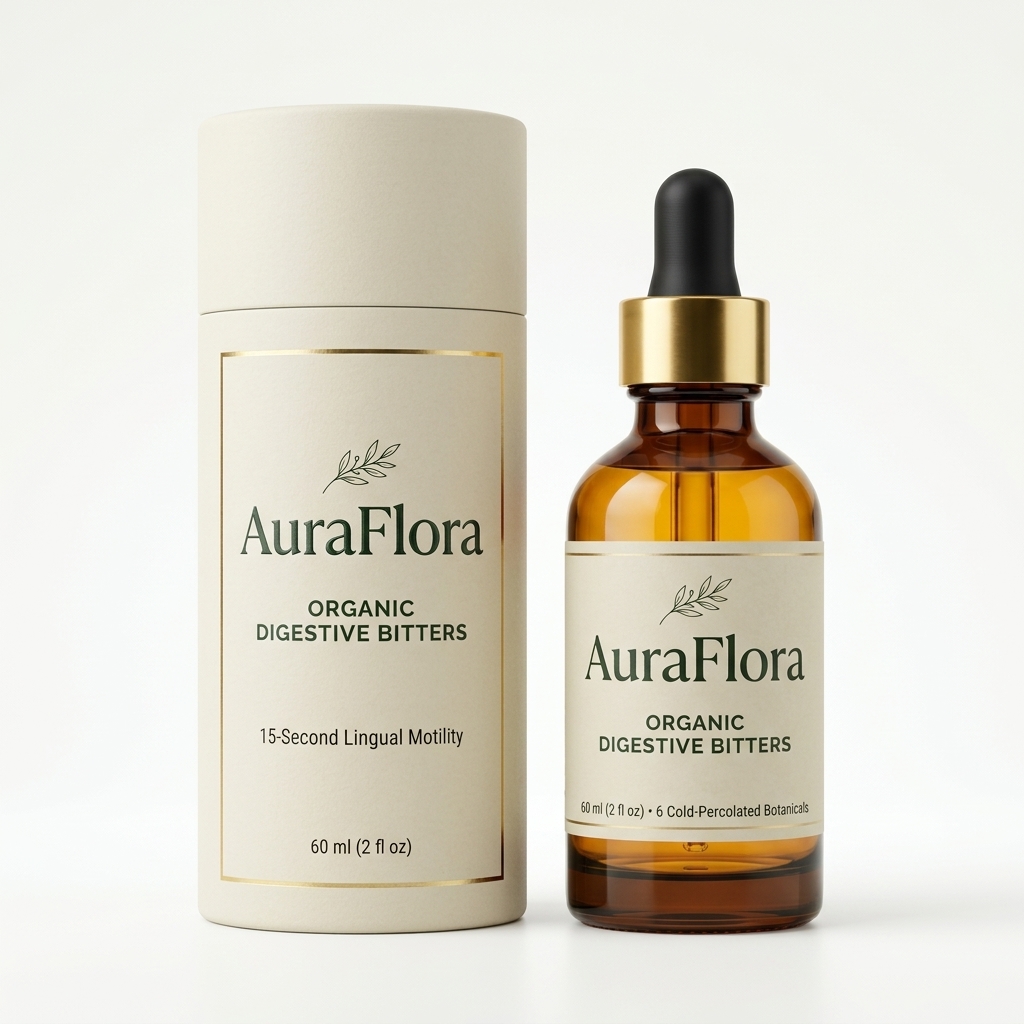 AuraFlora
ORGANIC
DIGESTIVE BITTERS
15-Second Lingual Motility
60 ml (2 fl oz)
AuraFlora
ORGANIC
DIGESTIVE BITTERS
60 ml (2 fl oz) • 6 Cold-Percolated Botanicals